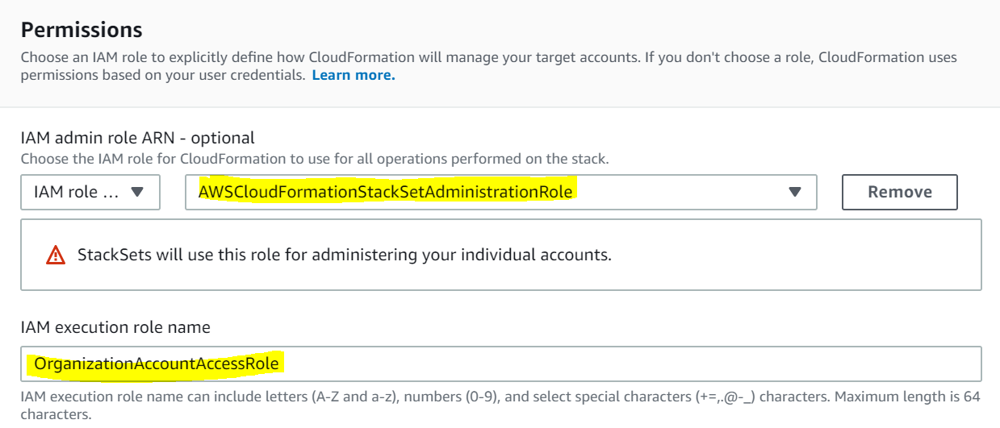 Permissions
Choose an IAM role to explicitly define how CloudFormation will manage your target accounts. If you don't choose a role, CloudFormation uses
permissions based on your user credentials. Learn more.
IAM admin role ARN - optional
Choose the IAM role for CloudFormation to use for all operations performed on the stack.
IAM role ... AWSCloudFormationStackSetAdministrationRole Remove
StackSets will use this role for administering your individual accounts.
IAM execution role name
OrganizationAccountAccessRole
IAM execution role name can include letters (A-Z and a-z), numbers (0-9), and select special characters (+=,.@-_) characters. Maximum length is 64
characters.